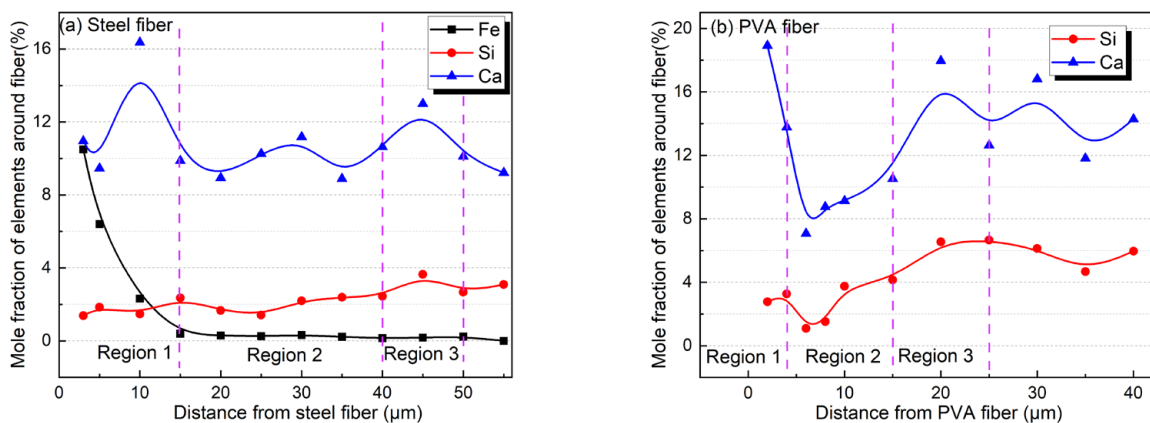 (a) Steel fiber
Fe
Si
Ca
Mole fraction of elements around fiber(%)
16
12
8
4
0
Region 1
Region 2
Region 3
0
10
20
30
40
50
Distance from steel fiber (μm)
(b) PVA fiber
Si
Ca
Mole fraction of elements around fiber(%)
20
16
12
8
4
0
Region 1
Region 2
Region 3
0
10
20
30
40
Distance from PVA fiber (μm)